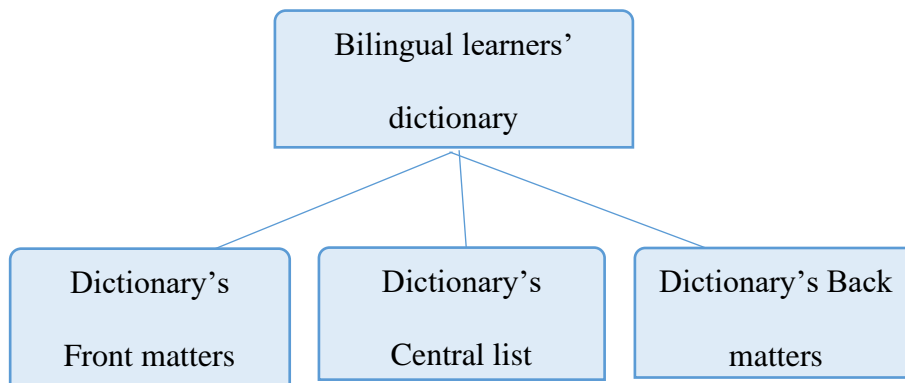 Bilingual learners’
dictionary
Dictionary’s
Front matters
Dictionary’s
Central list
Dictionary’s Back
matters